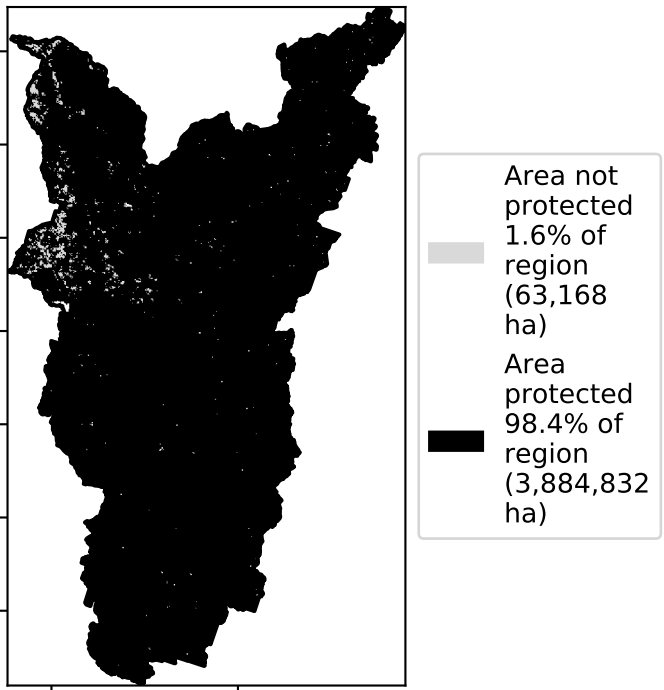 Area not
protected
1.6% of
region
(63,168
ha)
Area
protected
98.4% of
region
(3,884,832
ha)